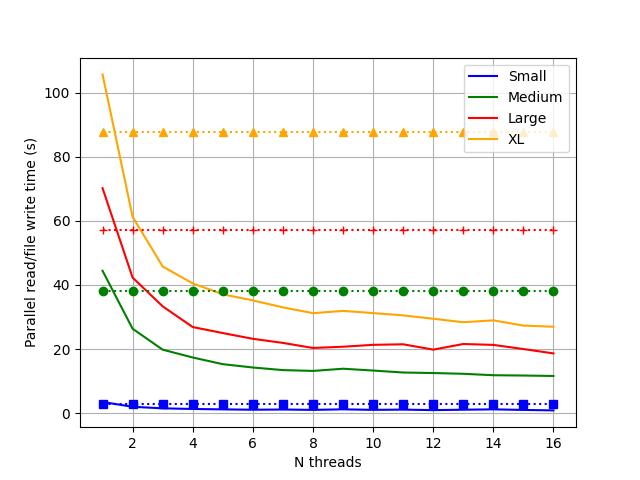 Small
Medium
Large
XL
Parallel read/file write time (s)
100
80
60
40
20
0
2 4 6 8 10 12 14 16
N threads